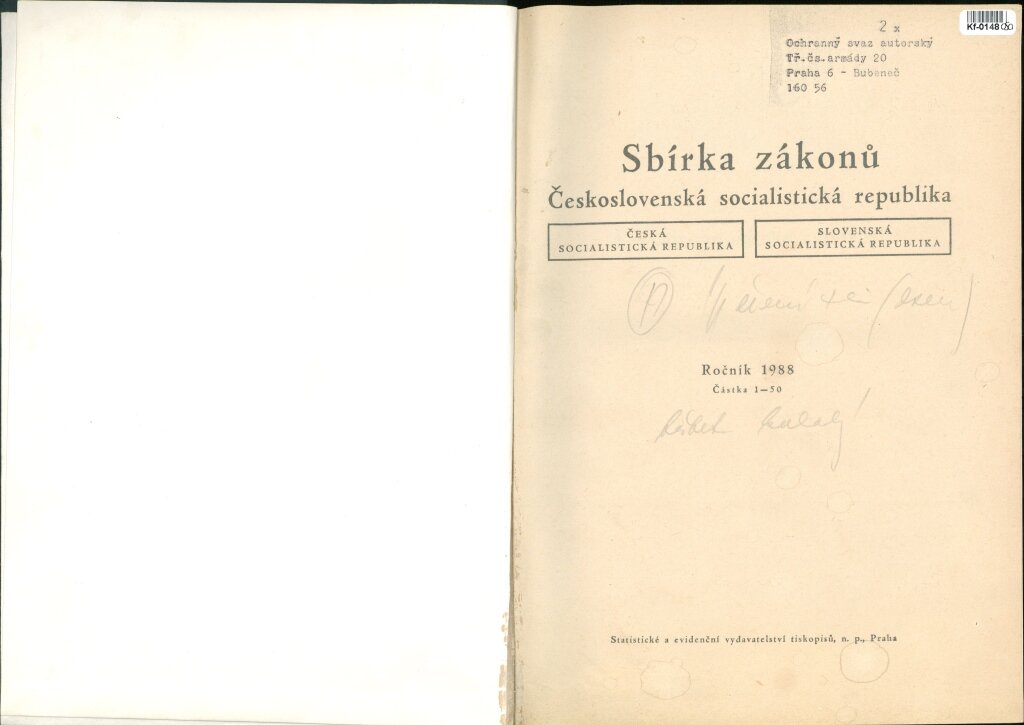 Kf-0148
2 x
Ochranný svaz autorský
Tř.čs.armády 20
Praha 6 - Bubeneč
160 56
Sbírka zákonů
Československá socialistická republika
ČESKÁ
SOCIALISTICKÁ REPUBLIKA
SLOVENSKÁ
SOCIALISTICKÁ REPUBLIKA
Ročník 1988
Částka 1—50
Statistické a evidenční vydavatelství tiskopisů, n. p., Praha